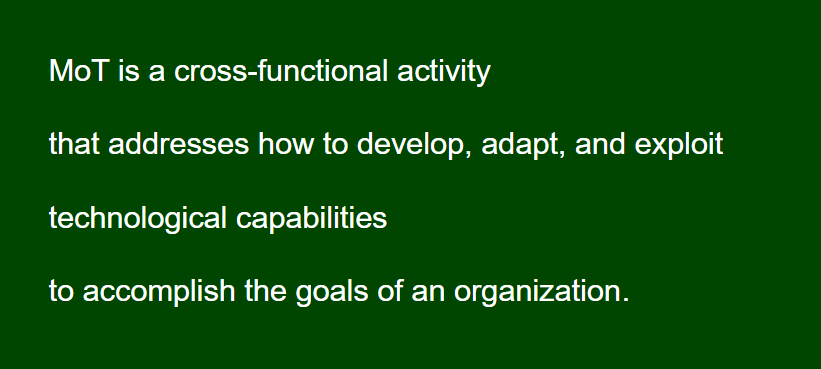 MoT is a cross-functional activity
that addresses how to develop, adapt, and exploit
technological capabilities
to accomplish the goals of an organization.